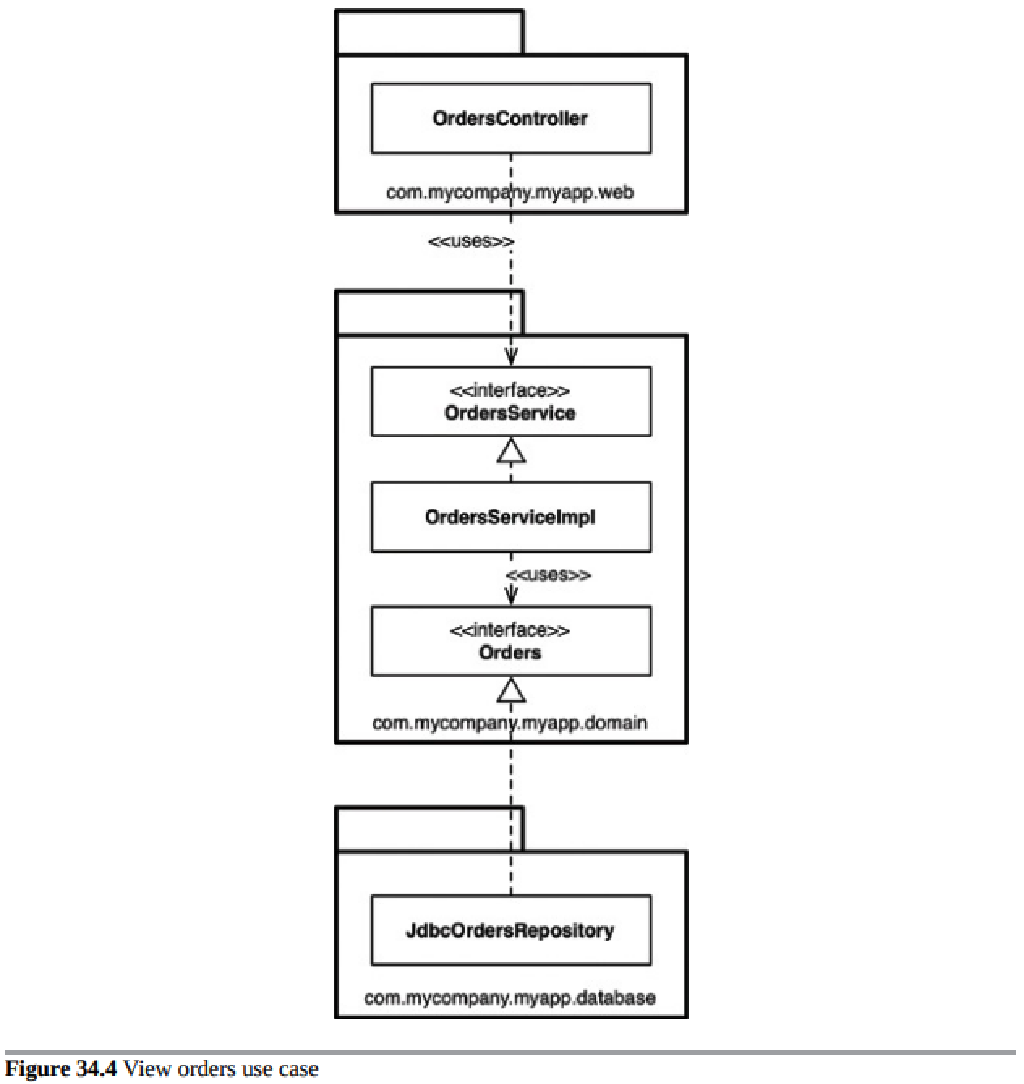 OrdersController
com.mycompany.myapp.web
<<uses>>
<<interface>>
OrdersService
OrdersServiceImpl
<<uses>>
<<interface>>
Orders
com.mycompany.myapp.domain
JdbcOrdersRepository
com.mycompany.myapp.database
Figure 34.4 View orders use case